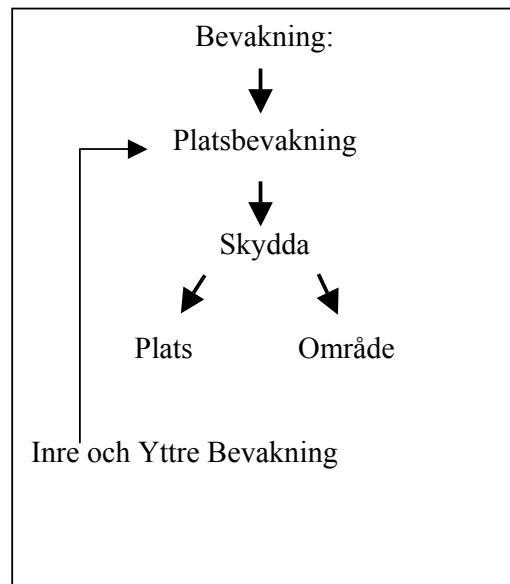 Bevakning:
Platsbevakning
Skydda
Plats Område
Inre och Yttre Bevakning